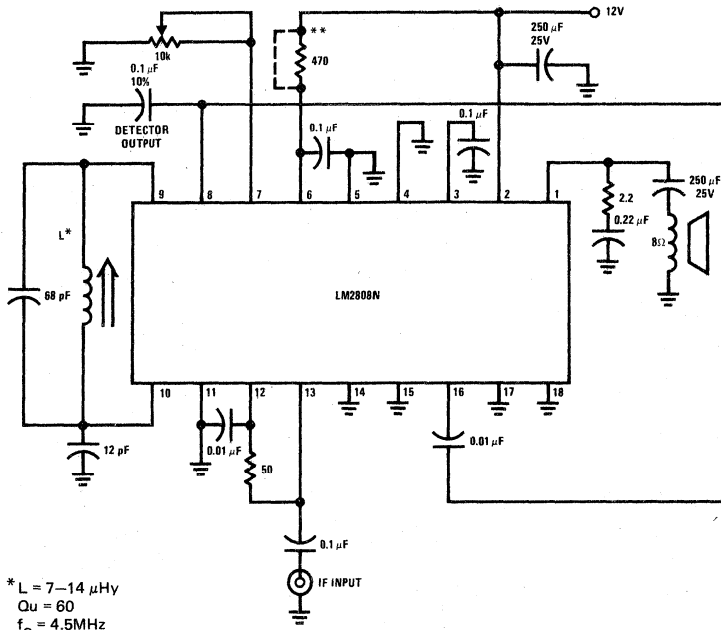 12V
**
470
250 µF
25V
10k
0.1 µF
10%
DETECTOR
OUTPUT
0.1 µF
0.1 µF
9
8
7
6
5
4
3
2
1
2.2
0.22 µF
250 µF
25V
8Ω
L*
68 pF
LM2808N
10
11
12
13
14
15
16
17
18
12 pF
0.01 µF
50
0.01 µF
0.1 µF
IF INPUT
* L = 7–14 µHy
Qu = 60
fo = 4.5MHz